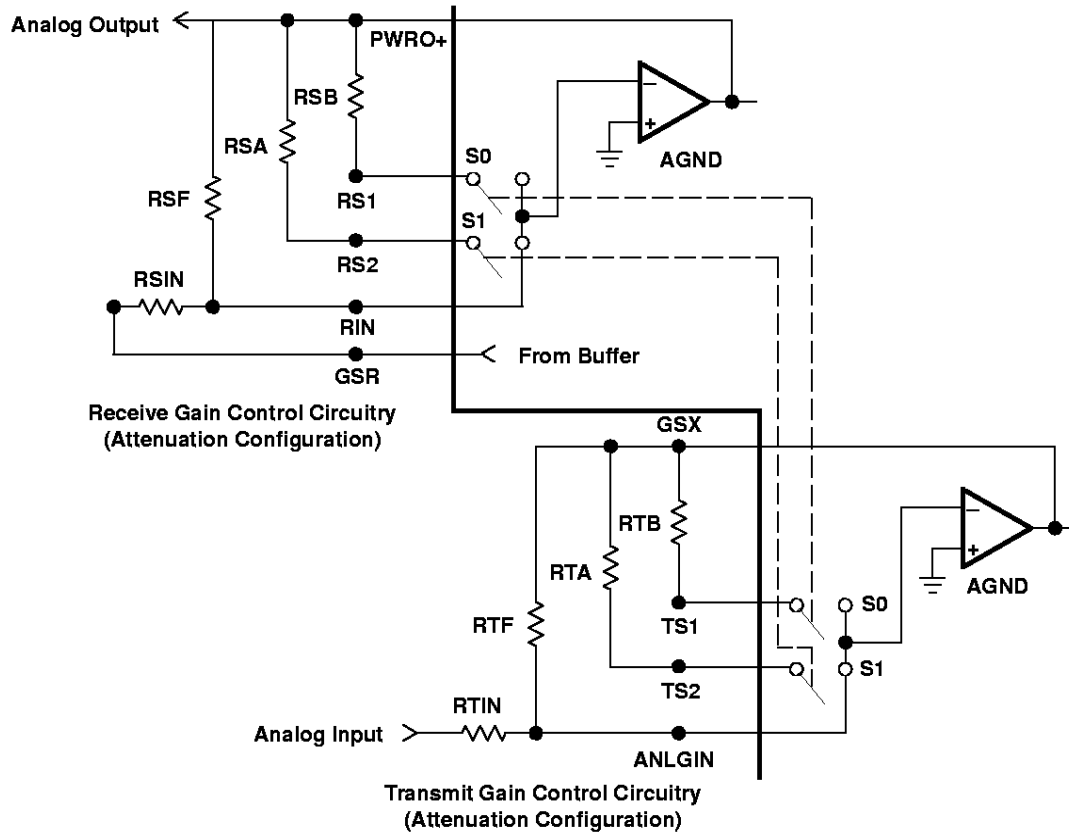 Analog Output
PWRO+
RSB
RSA
RSF
S0
RS1
S1
RS2
RSIN
RIN
GSR
From Buffer
−
+
AGND
Receive Gain Control Circuitry
(Attenuation Configuration)
GSX
RTB
RTA
RTF
TS1
TS2
S0
S1
−
+
AGND
RTIN
Analog Input
ANLGIN
Transmit Gain Control Circuitry
(Attenuation Configuration)